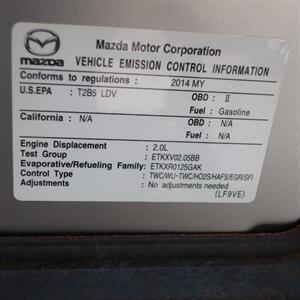 mazda
Mazda Motor Corporation
VEHICLE EMISSION CONTROL INFORMATION
Conforms to regulations : 2014 MY
U.S.EPA : T2B5 LDV OBD : II
Fuel : Gasoline
California : N/A OBD : N/A
Fuel : N/A
Engine Displacement : 2.0L
Test Group : ETKXV02.05BB
Evaporative/Refueling Family: ETKXR0125GAK
Control Type : TWC/WU-TWC/HO2S/HAFS/EGR/SFI
Adjustments : No adjustments needed
(LF9VE)